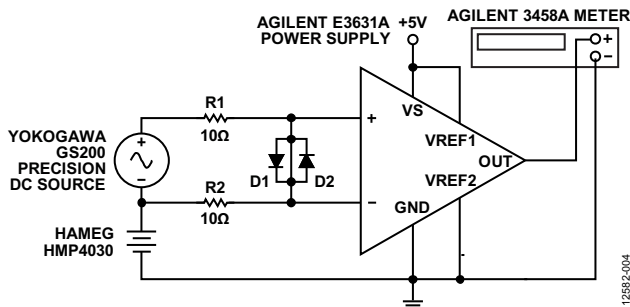 AGILENT E3631A
POWER SUPPLY
+5V
AGILENT 3458A METER
+
−
R1
10Ω
YOKOGAWA
GS200
PRECISION
DC SOURCE
+
−
D1
D2
R2
10Ω
HAMEG
HMP4030
+
−
VS
VREF1
OUT
VREF2
GND
12582-004